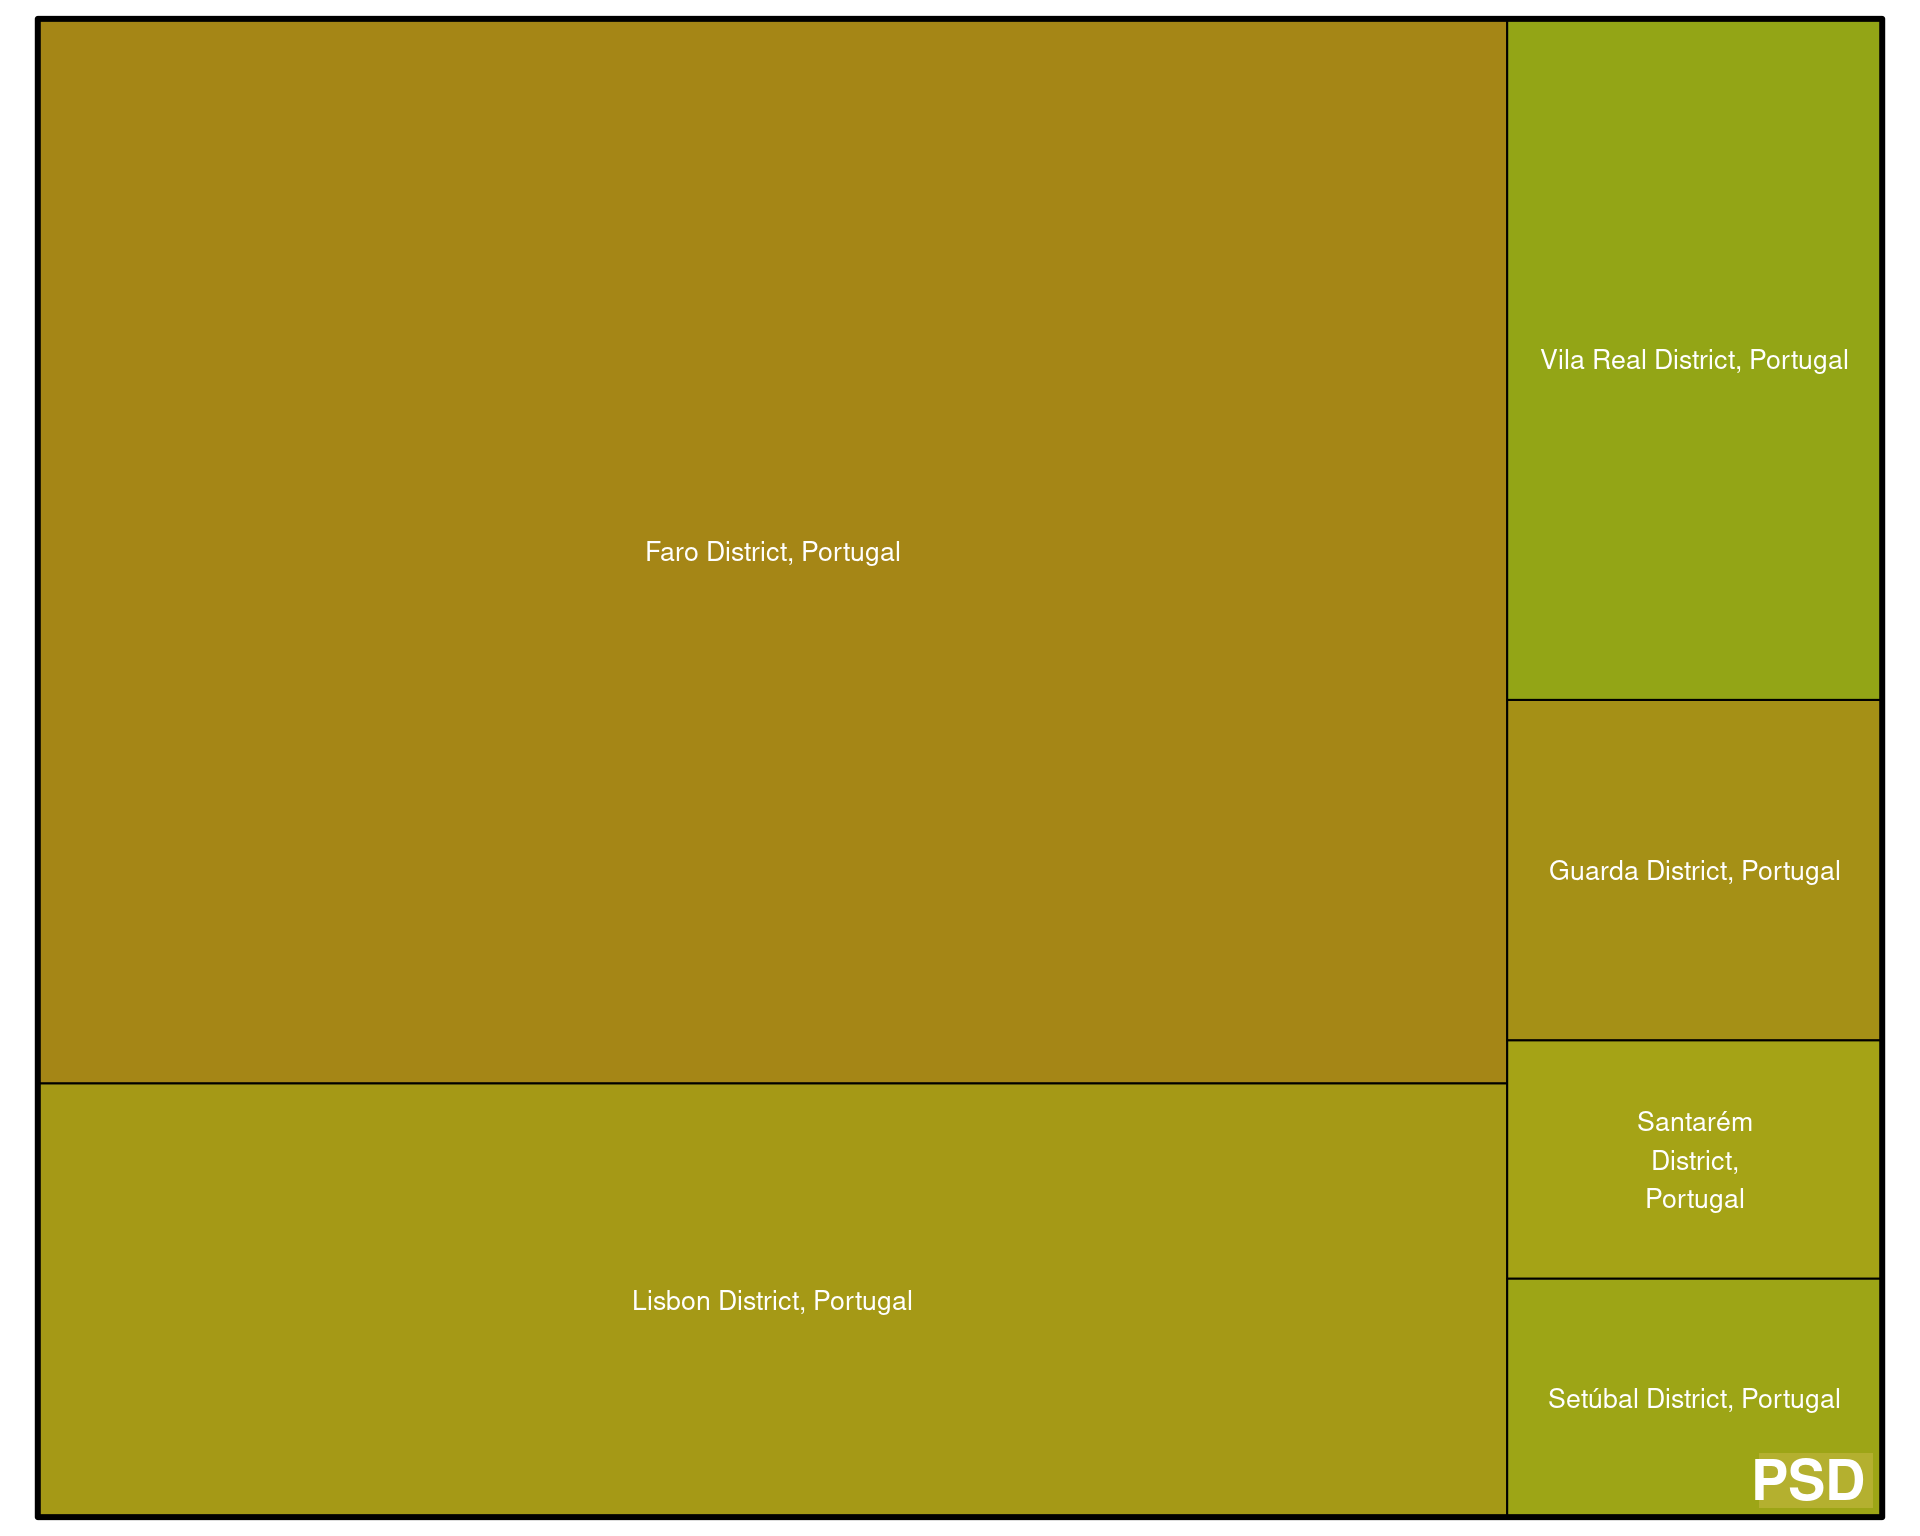 Faro District, Portugal
Lisbon District, Portugal
Vila Real District, Portugal
Guarda District, Portugal
Santarém
District,
Portugal
Setúbal District, Portugal
PSD